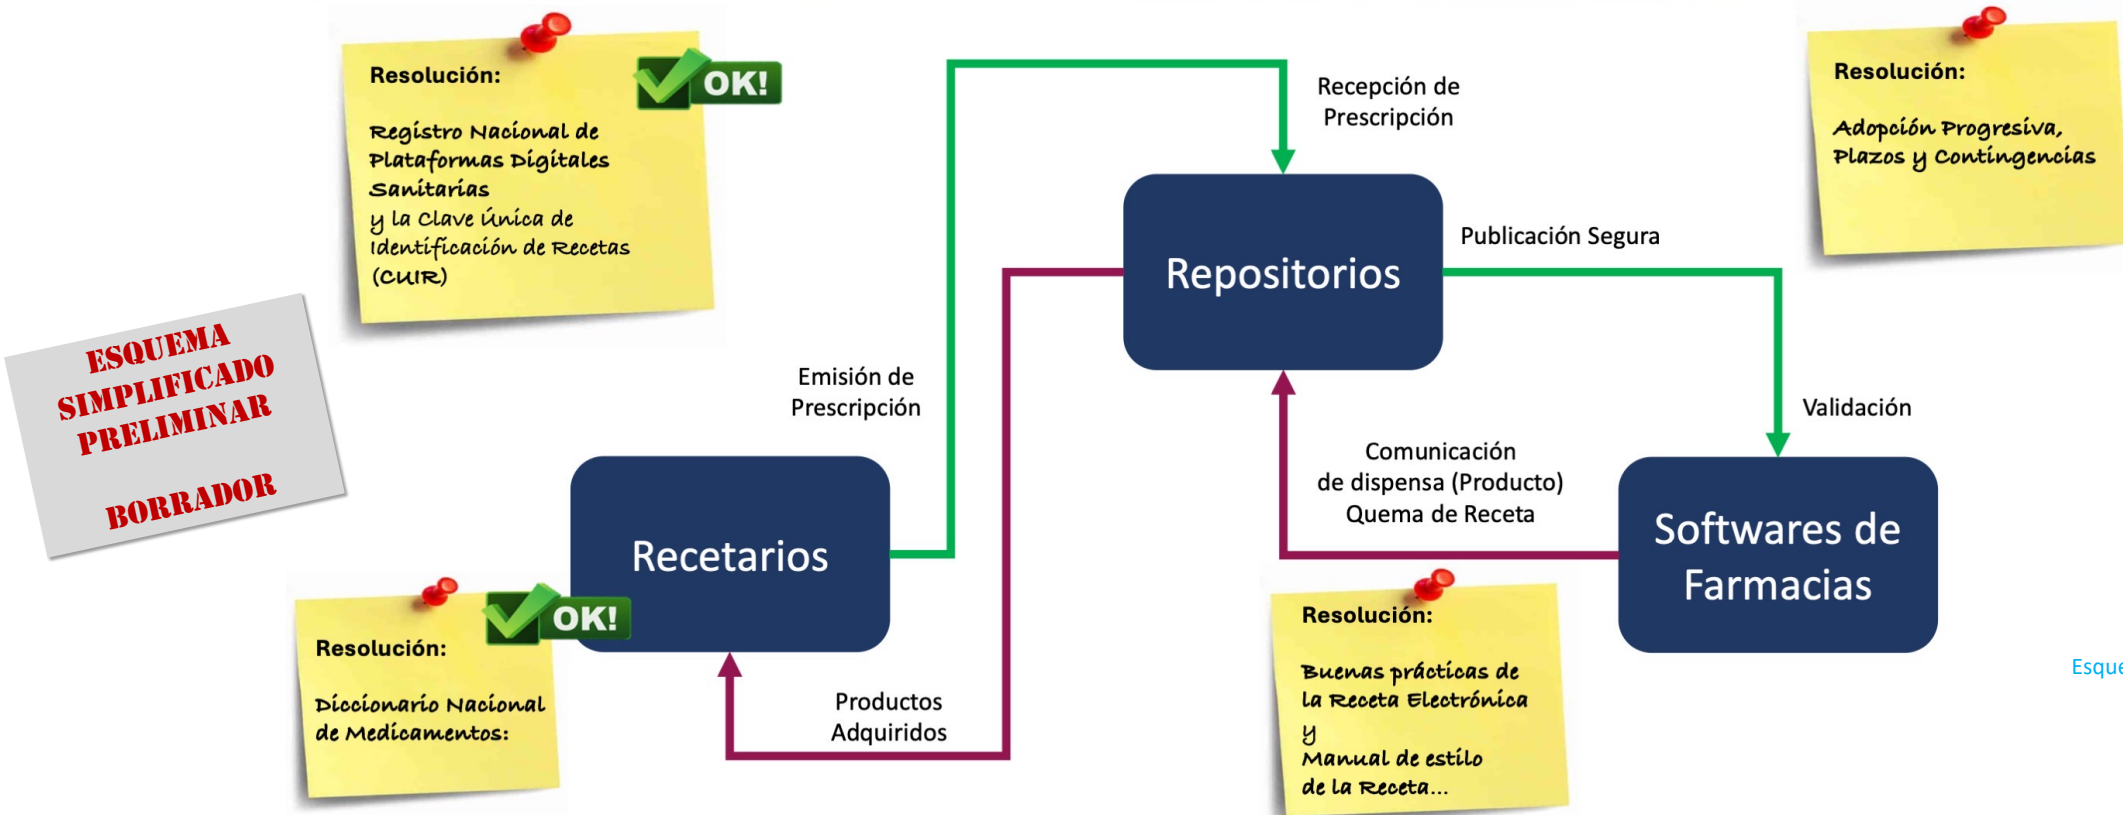 Resolución:
OK!
Registro Nacional de
Plataformas Digitales
Sanitarias
y la Clave Única de
Identificación de Recetas
(CUIR)
Recepción de
Prescripción
Resolución:
Adopción Progresiva,
Plazos y Contingencias
Repositorios
Publicación Segura
ESQUEMA
SIMPLIFICADO
PRELIMINAR
BORRADOR
Emisión de
Prescripción
Validación
Comunicación
de dispensa (Producto)
Quema de Receta
Recetarios
Softwares de
Farmacias
OK!
Resolución:
Diccionario Nacional
de Medicamentos:
Productos
Adquiridos
Resolución:
Buenas prácticas de
la Receta Electrónica
y
Manual de estilo
de la Receta...
Esque